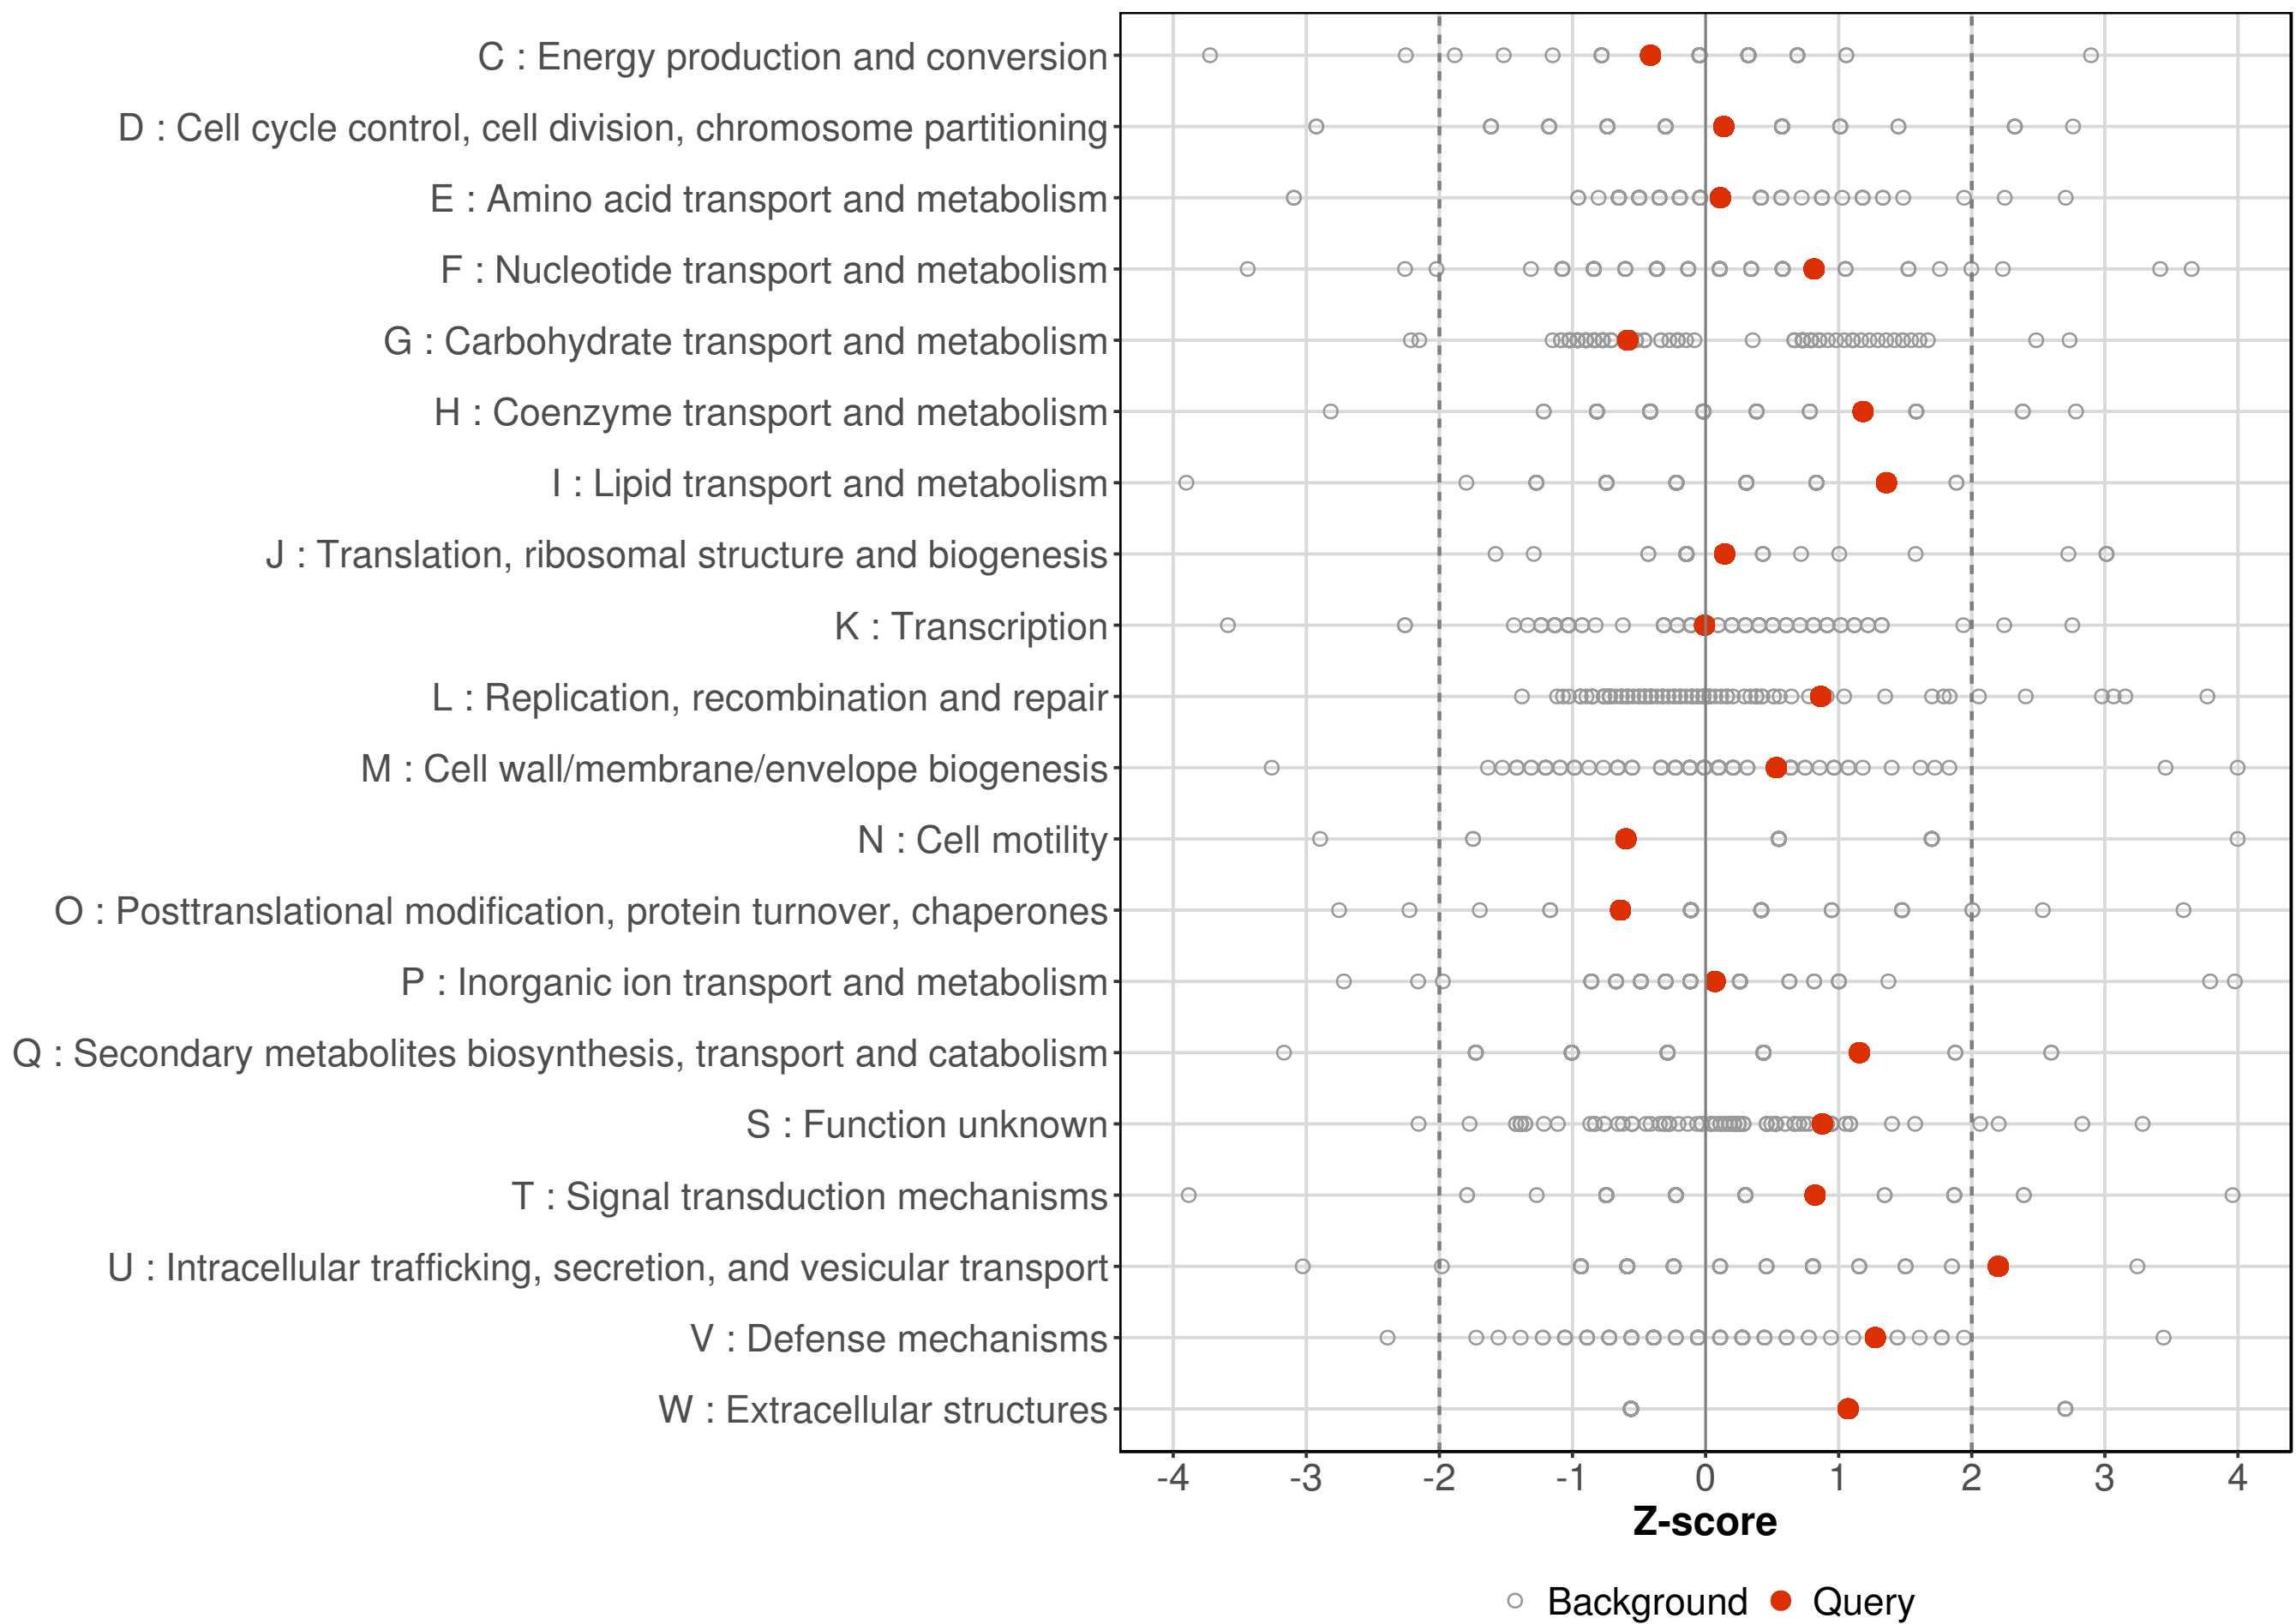 C : Energy production and conversion
D : Cell cycle control, cell division, chromosome partitioning
E : Amino acid transport and metabolism
F : Nucleotide transport and metabolism
G : Carbohydrate transport and metabolism
H : Coenzyme transport and metabolism
I : Lipid transport and metabolism
J : Translation, ribosomal structure and biogenesis
K : Transcription
L : Replication, recombination and repair
M : Cell wall/membrane/envelope biogenesis
N : Cell motility
O : Posttranslational modification, protein turnover, chaperones
P : Inorganic ion transport and metabolism
Q : Secondary metabolites biosynthesis, transport and catabolism
S : Function unknown
T : Signal transduction mechanisms
U : Intracellular trafficking, secretion, and vesicular transport
V : Defense mechanisms
W : Extracellular structures
-4 -3 -2 -1 0 1 2 3 4
Z-score
Background Query